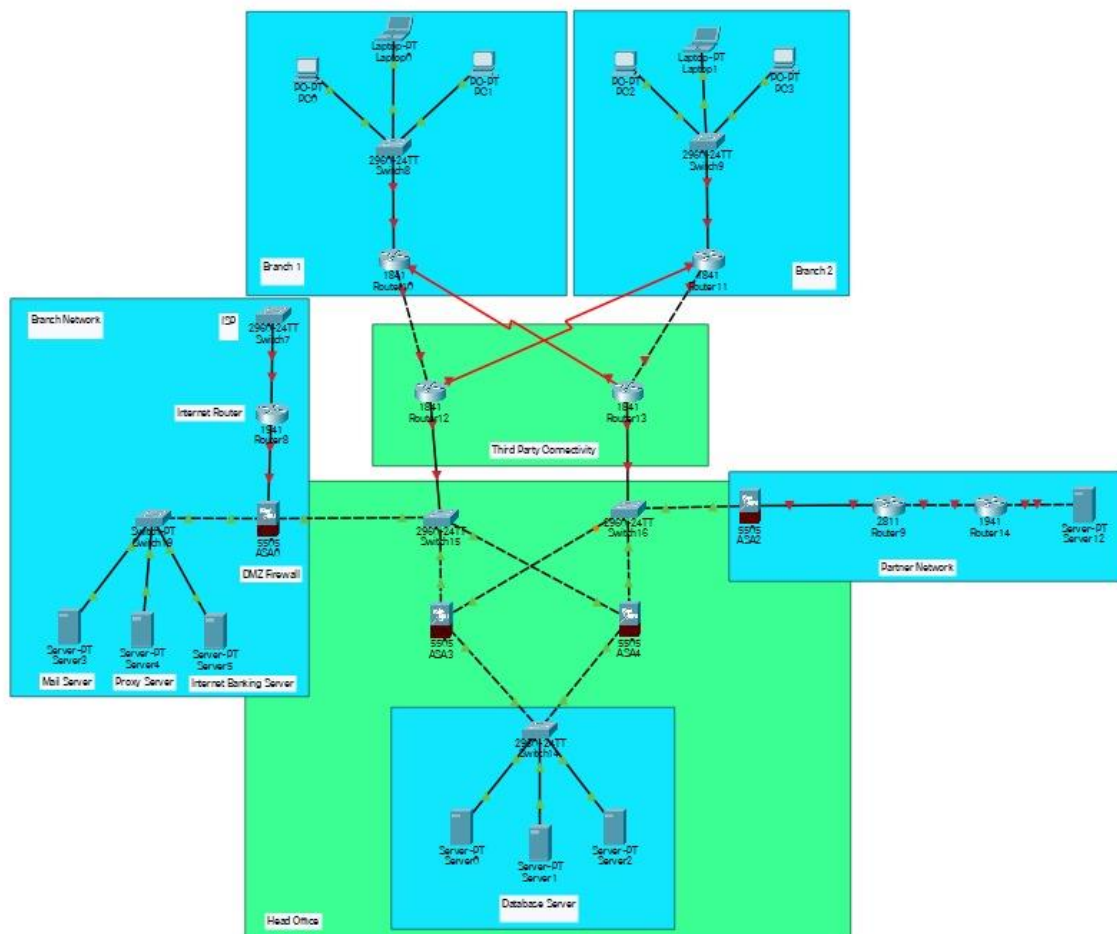 Laptop-PT
Laptop0
PC-PT
PC0
PC-PT
PC1
2960-24TT
Switch8
1841
Router10
Branch 1
Laptop-PT
Laptop1
PC-PT
PC2
PC-PT
PC3
2960-24TT
Switch9
1841
Router11
Branch 2
Branch Network
ISP
2960-24TT
Switch7
Internet Router
1941
Router8
Switch-PT
Switch19
5505
ASA0
DMZ Firewall
Server-PT
Server3
Server-PT
Server4
Server-PT
Server5
Mail Server
Proxy Server
Internet Banking Server
1841
Router12
1841
Router13
Third Party Connectivity
2960-24TT
Switch15
2960-24TT
Switch16
5505
ASA2
2811
Router9
1941
Router14
Server-PT
Server12
Partner Network
5505
ASA3
5505
ASA4
2960-24TT
Switch14
Server-PT
Server0
Server-PT
Server1
Server-PT
Server2
Database Server
Head Office